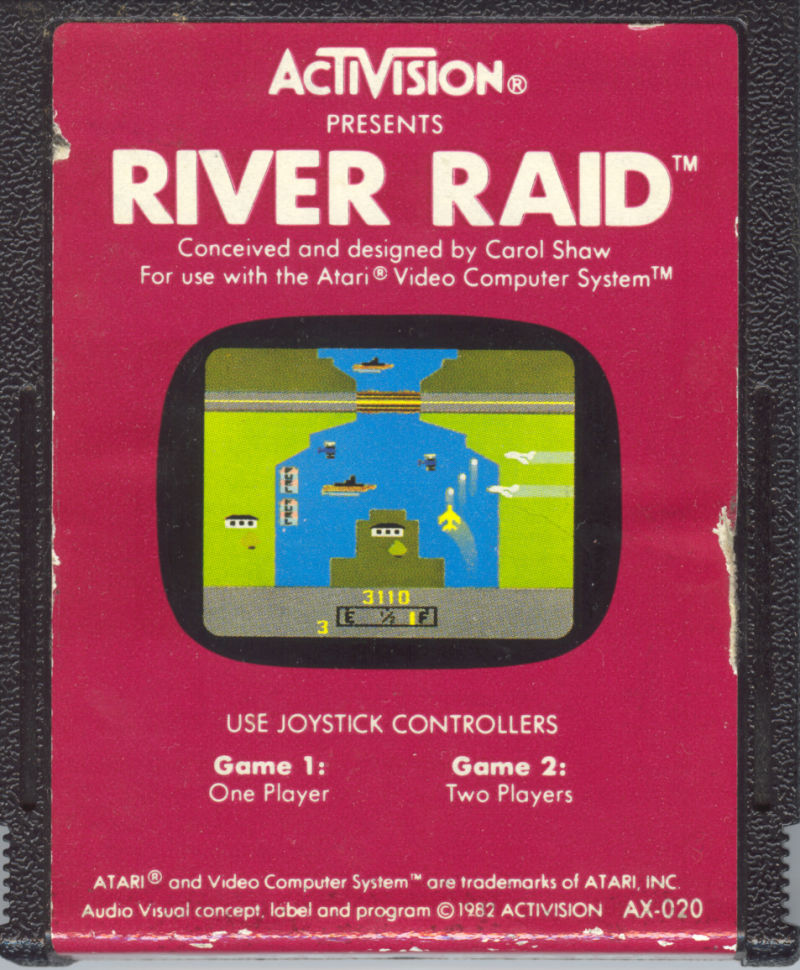 ACTIVISION®
PRESENTS
RIVER RAID™
Conceived and designed by Carol Shaw
For use with the Atari® Video Computer System™
FUEL
FUEL
3110
E ½ F
3
USE JOYSTICK CONTROLLERS
Game 1: Game 2:
One Player Two Players
ATARI® and Video Computer System™ are trademarks of ATARI, INC.
Audio Visual concept, label and program ©1982 ACTIVISION AX-020